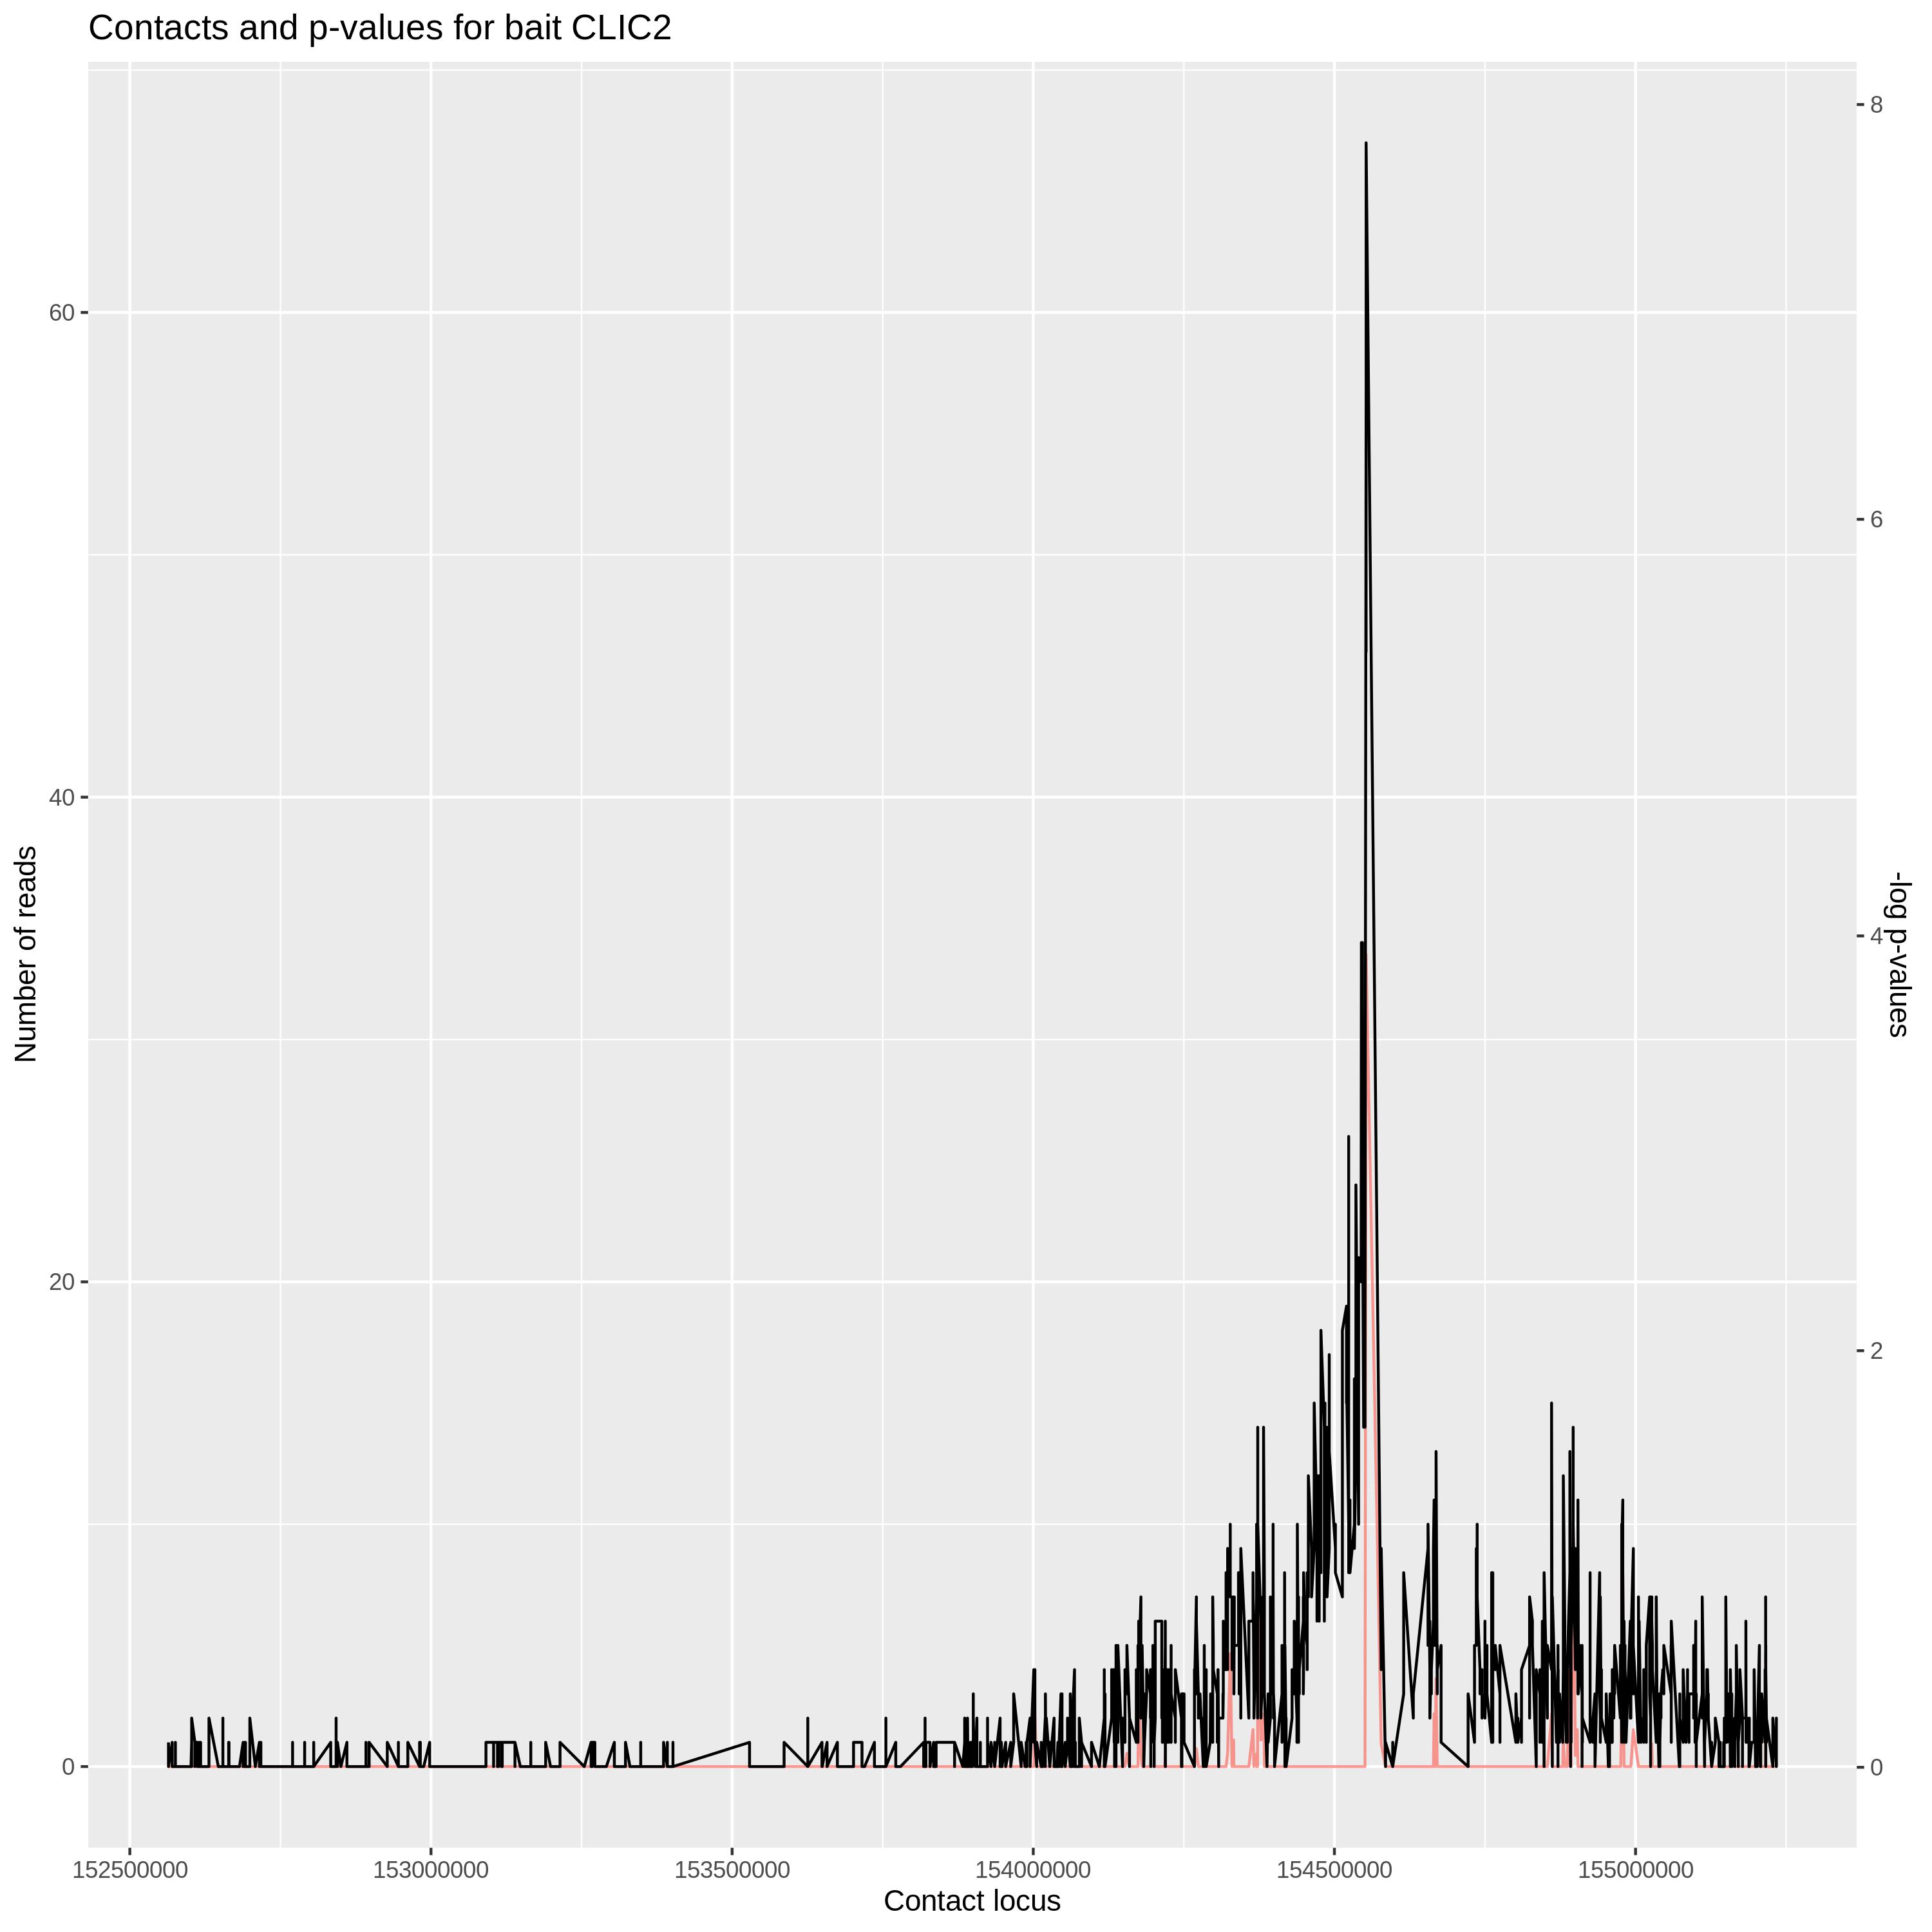 Contacts and p-values for bait CLIC2
60
40
20
0
8
6
4
2
0
Number of reads
-log p-values
152500000 153000000 153500000 154000000 154500000 155000000
Contact locus